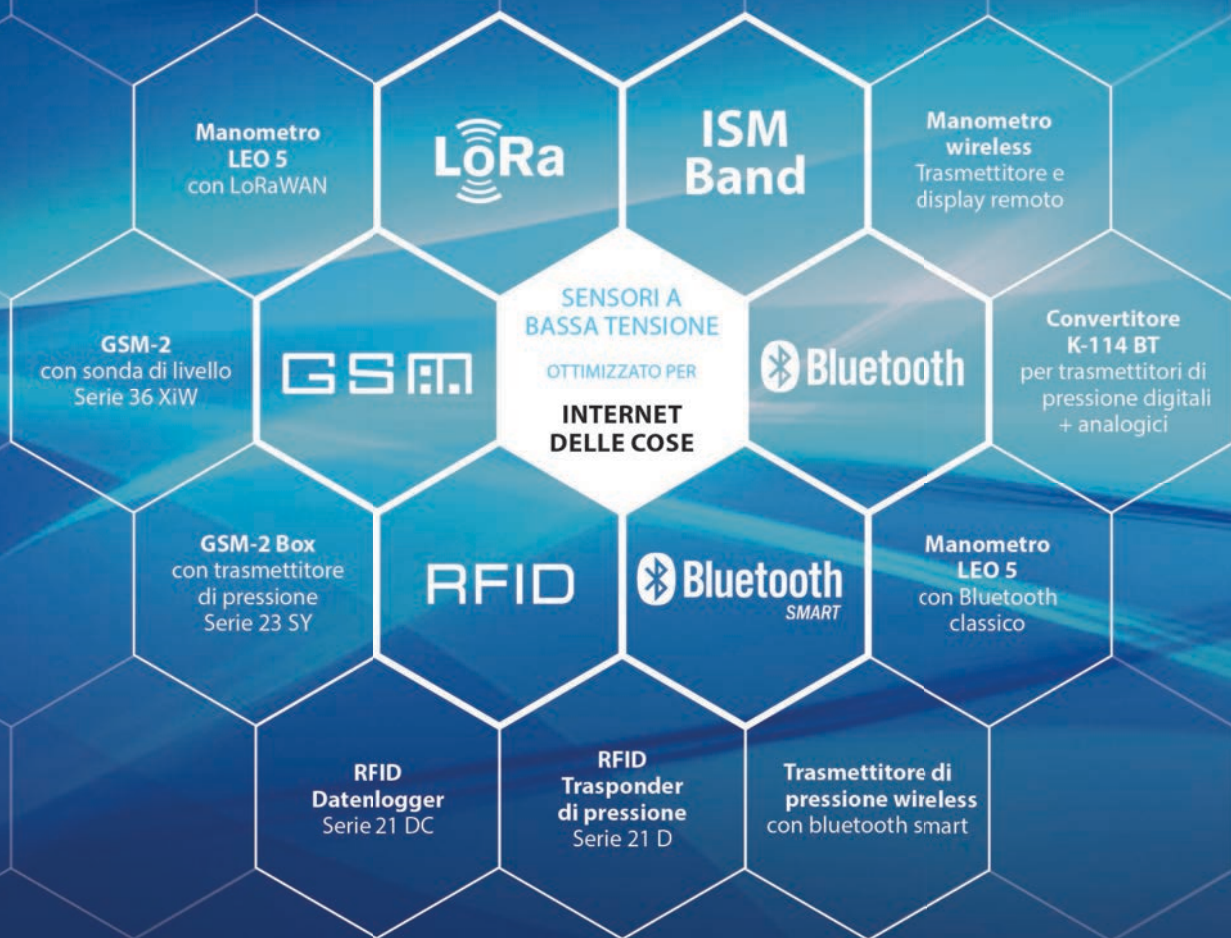 Manometro
LEO 5
con LoRaWAN
LoRa
ISM
Band
Manometro
wireless
Trasmettitore e
display remoto
GSM-2
con sonda di livello
Serie 36 XiW
GSM
SENSORI A
BASSA TENSIONE
OTTIMIZZATO PER
INTERNET
DELLE COSE
Bluetooth
Convertitore
K-114 BT
per trasmettitori di
pressione digitali
+ analogici
GSM-2 Box
con trasmettitore
di pressione
Serie 23 SY
RFID
Bluetooth
SMART
Manometro
LEO 5
con Bluetooth
classico
RFID
Datenlogger
Serie 21 DC
RFID
Trasponder
di pressione
Serie 21 D
Trasmettitore di
pressione wireless
con bluetooth smart